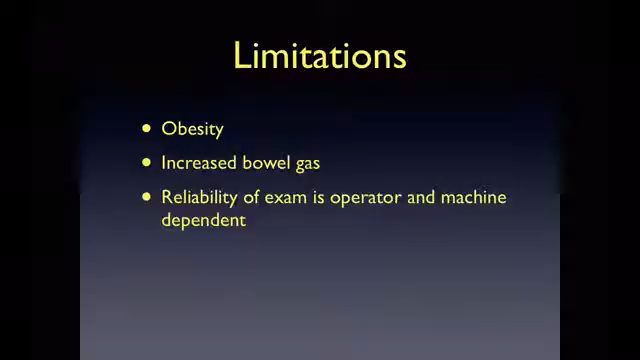 Limitations
• Obesity
• Increased bowel gas
• Reliability of exam is operator and machine
dependent